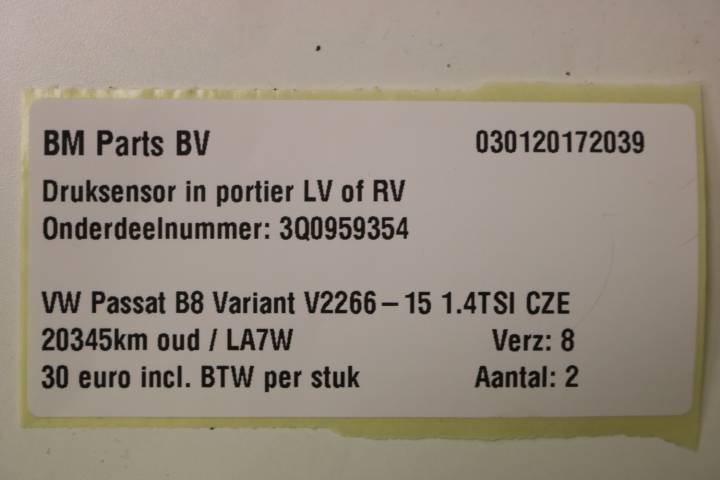 BM Parts BV 030120172039
Druksensor in portier LV of RV
Onderdeelnummer: 3Q0959354
VW Passat B8 Variant V2266-15 1.4TSI CZE
20345km oud / LA7W Verz: 8
30 euro incl. BTW per stuk Aantal: 2